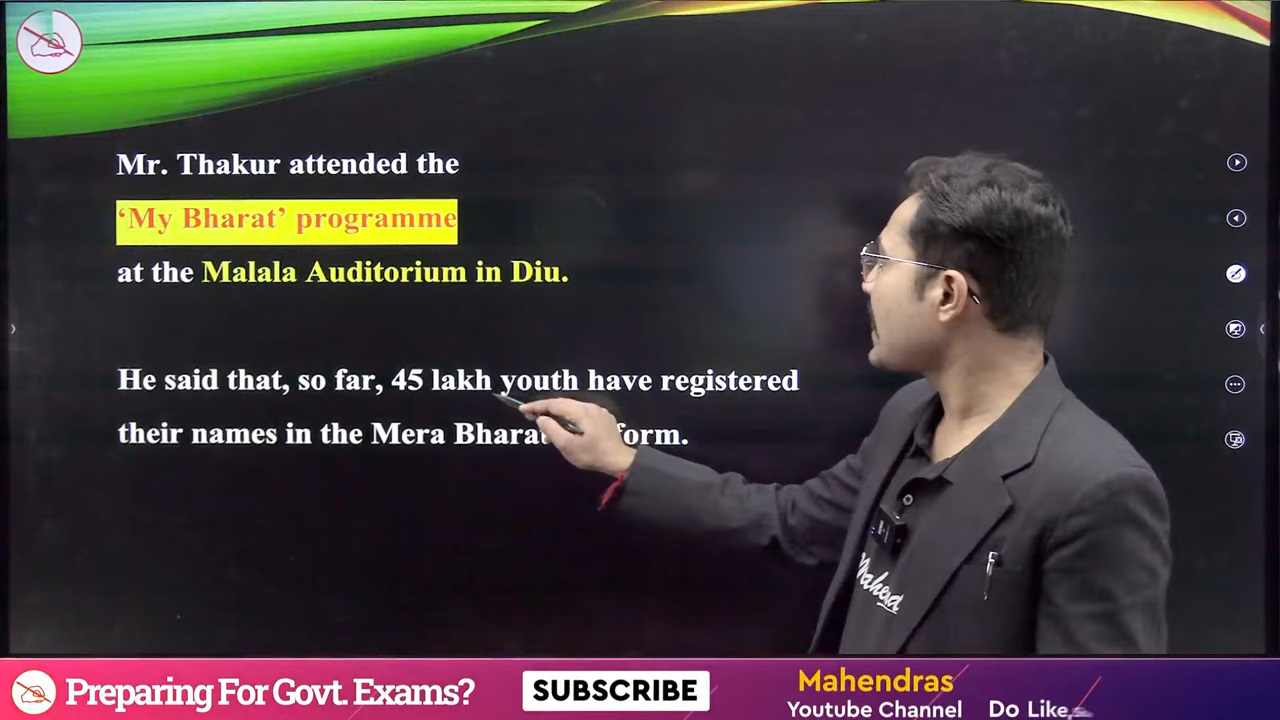 Mr. Thakur attended the
‘My Bharat’ programme
at the Malala Auditorium in Diu.
He said that, so far, 45 lakh youth have registered
their names in the Mera Bharat form.
Mahend
Preparing For Govt. Exams?
SUBSCRIBE
Mahendras
Youtube Channel
Do Like